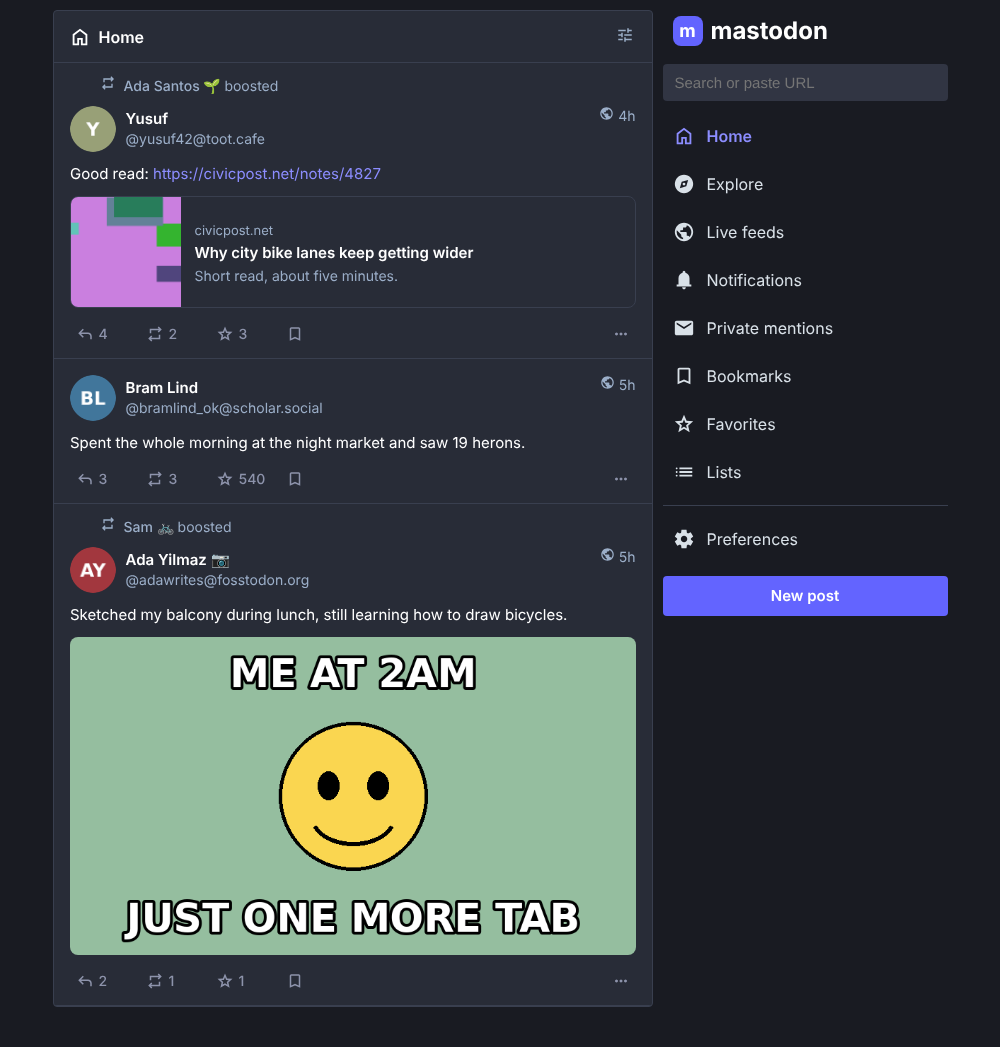 Home
Ada Santos 🌱 boosted
Y
Yusuf
4h
@yusuf42@toot.cafe
Good read: https://civicpost.net/notes/4827
civicpost.net
Why city bike lanes keep getting wider
Short read, about five minutes.
4 2 3
BL
Bram Lind
5h
@bramlind_ok@scholar.social
Spent the whole morning at the night market and saw 19 herons.
3 3 540
Sam 🚲 boosted
AY
Ada Yilmaz 📷
5h
@adawrites@fosstodon.org
Sketched my balcony during lunch, still learning how to draw bicycles.
ME AT 2AM
JUST ONE MORE TAB
2 1 1
m mastodon
Search or paste URL
Home
Explore
Live feeds
Notifications
Private mentions
Bookmarks
Favorites
Lists
Preferences
New post